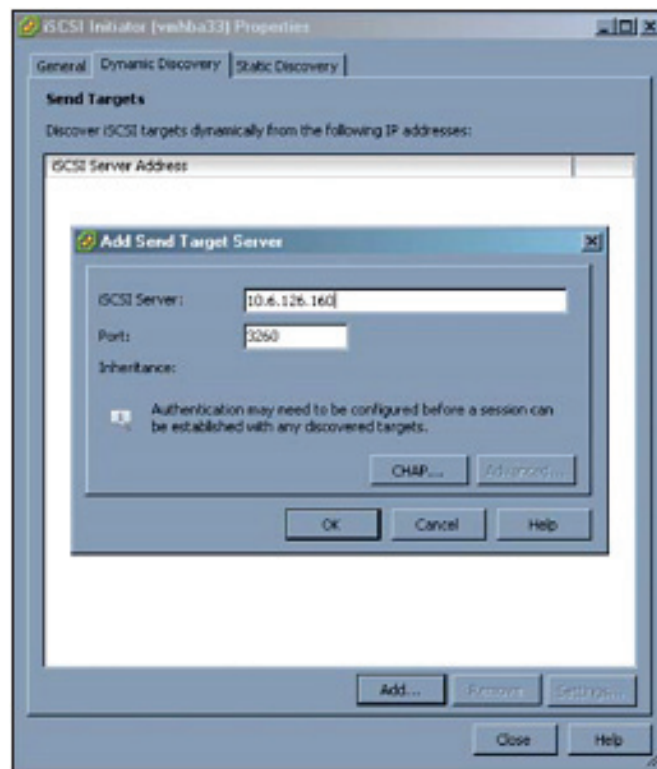 iSCSI Initiator (vmhba33) Properties
General
Dynamic Discovery
Static Discovery
Send Targets
Discover iSCSI targets dynamically from the following IP addresses:
iSCSI Server Address
Add Send Target Server
iSCSI Server:
10.6.126.160
Port:
3260
Inheritance:
Authentication may need to be configured before a session can
be established with any discovered targets.
CHAP...
Advanced...
OK
Cancel
Help
Add...
Remove
Settings...
Close
Help